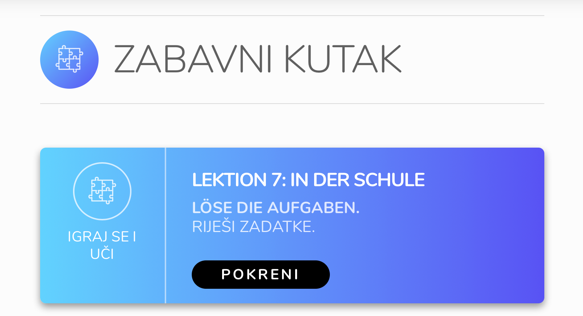 ZABAVNI KUTAK
IGRAJ SE I
UČI
LEKTION 7: IN DER SCHULE
LÖSE DIE AUFGABEN.
RIJEŠI ZADATKE.
POKRENI